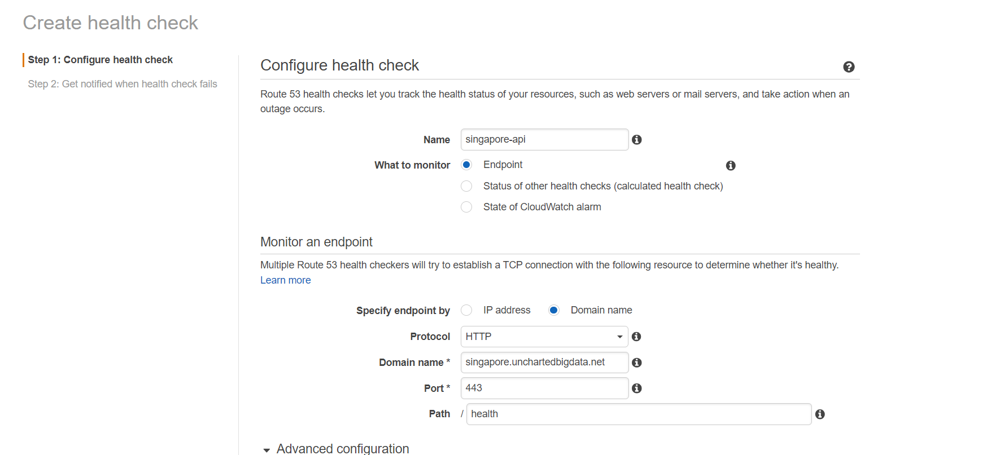 Create health check
Step 1: Configure health check
Step 2: Get notified when health check fails
Configure health check
Route 53 health checks let you track the health status of your resources, such as web servers or mail servers, and take action when an
outage occurs.
Name singapore-api
What to monitor Endpoint
Status of other health checks (calculated health check)
State of CloudWatch alarm
Monitor an endpoint
Multiple Route 53 health checkers will try to establish a TCP connection with the following resource to determine whether it's healthy.
Learn more
Specify endpoint by IP address Domain name
Protocol HTTP
Domain name * singapore.unchartedbigdata.net
Port * 443
Path / health
Advanced configuration